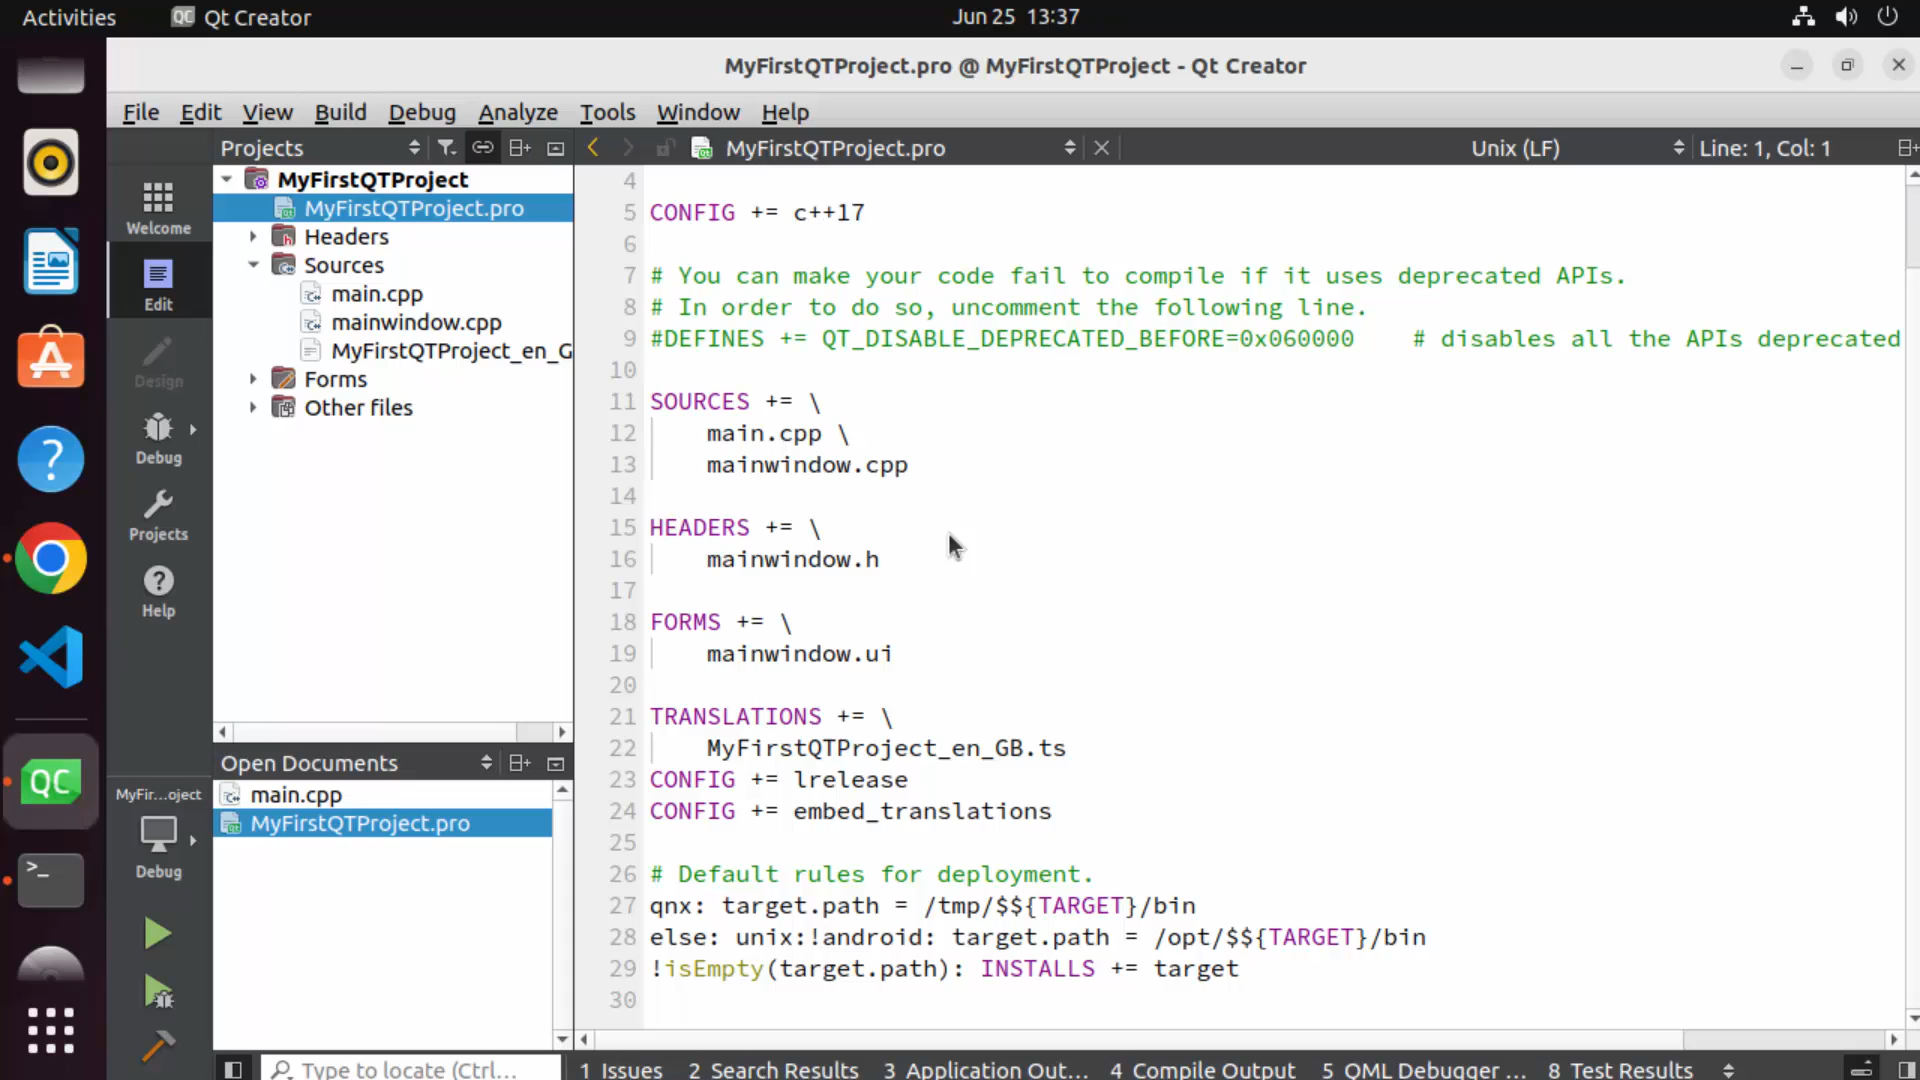 Activities
Qt Creator
Jun 25 13:37
MyFirstQTProject.pro @ MyFirstQTProject - Qt Creator
File Edit View Build Debug Analyze Tools Window Help
Projects
MyFirstQTProject.pro
Unix (LF)
Line: 1, Col: 1
Welcome
Edit
Design
Debug
Projects
Help
MyFirstQTProject
MyFirstQTProject.pro
Headers
Sources
main.cpp
mainwindow.cpp
MyFirstQTProject_en_G
Forms
Other files
Open Documents
main.cpp
MyFirstQTProject.pro
MyFir...oject
Debug
4
5 CONFIG += c++17
6
7 # You can make your code fail to compile if it uses deprecated APIs.
8 # In order to do so, uncomment the following line.
9 #DEFINES += QT_DISABLE_DEPRECATED_BEFORE=0x060000    # disables all the APIs deprecated
10
11 SOURCES += \
12     main.cpp \
13     mainwindow.cpp
14
15 HEADERS += \
16     mainwindow.h
17
18 FORMS += \
19     mainwindow.ui
20
21 TRANSLATIONS += \
22     MyFirstQTProject_en_GB.ts
23 CONFIG += lrelease
24 CONFIG += embed_translations
25
26 # Default rules for deployment.
27 qnx: target.path = /tmp/$${TARGET}/bin
28 else: unix:!android: target.path = /opt/$${TARGET}/bin
29 !isEmpty(target.path): INSTALLS += target
30
Type to locate (Ctrl...
1 Issues
2 Search Results
3 Application Out...
4 Compile Output
5 QML Debugger ...
8 Test Results